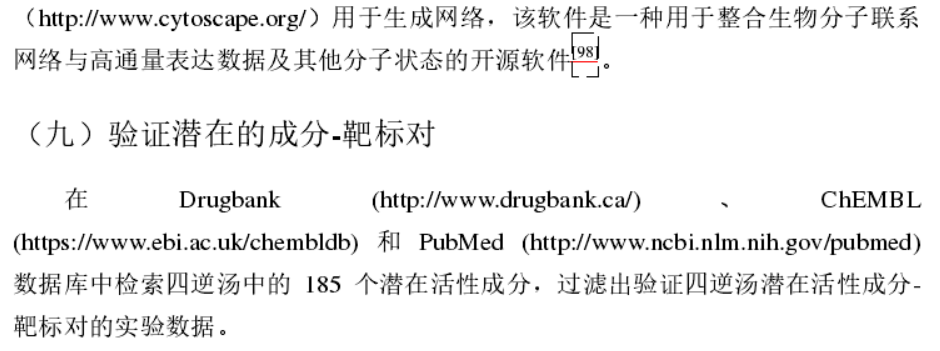 （http://www.cytoscape.org/）用于生成网络，该软件是一种用于整合生物分子联系
网络与高通量表达数据及其他分子状态的开源软件[98]。
（九）验证潜在的成分-靶标对
在 Drugbank (http://www.drugbank.ca/) 、 ChEMBL
(https://www.ebi.ac.uk/chembldb) 和 PubMed (http://www.ncbi.nlm.nih.gov/pubmed)
数据库中检索四逆汤中的 185 个潜在活性成分，过滤出验证四逆汤潜在活性成分-
靶标对的实验数据。